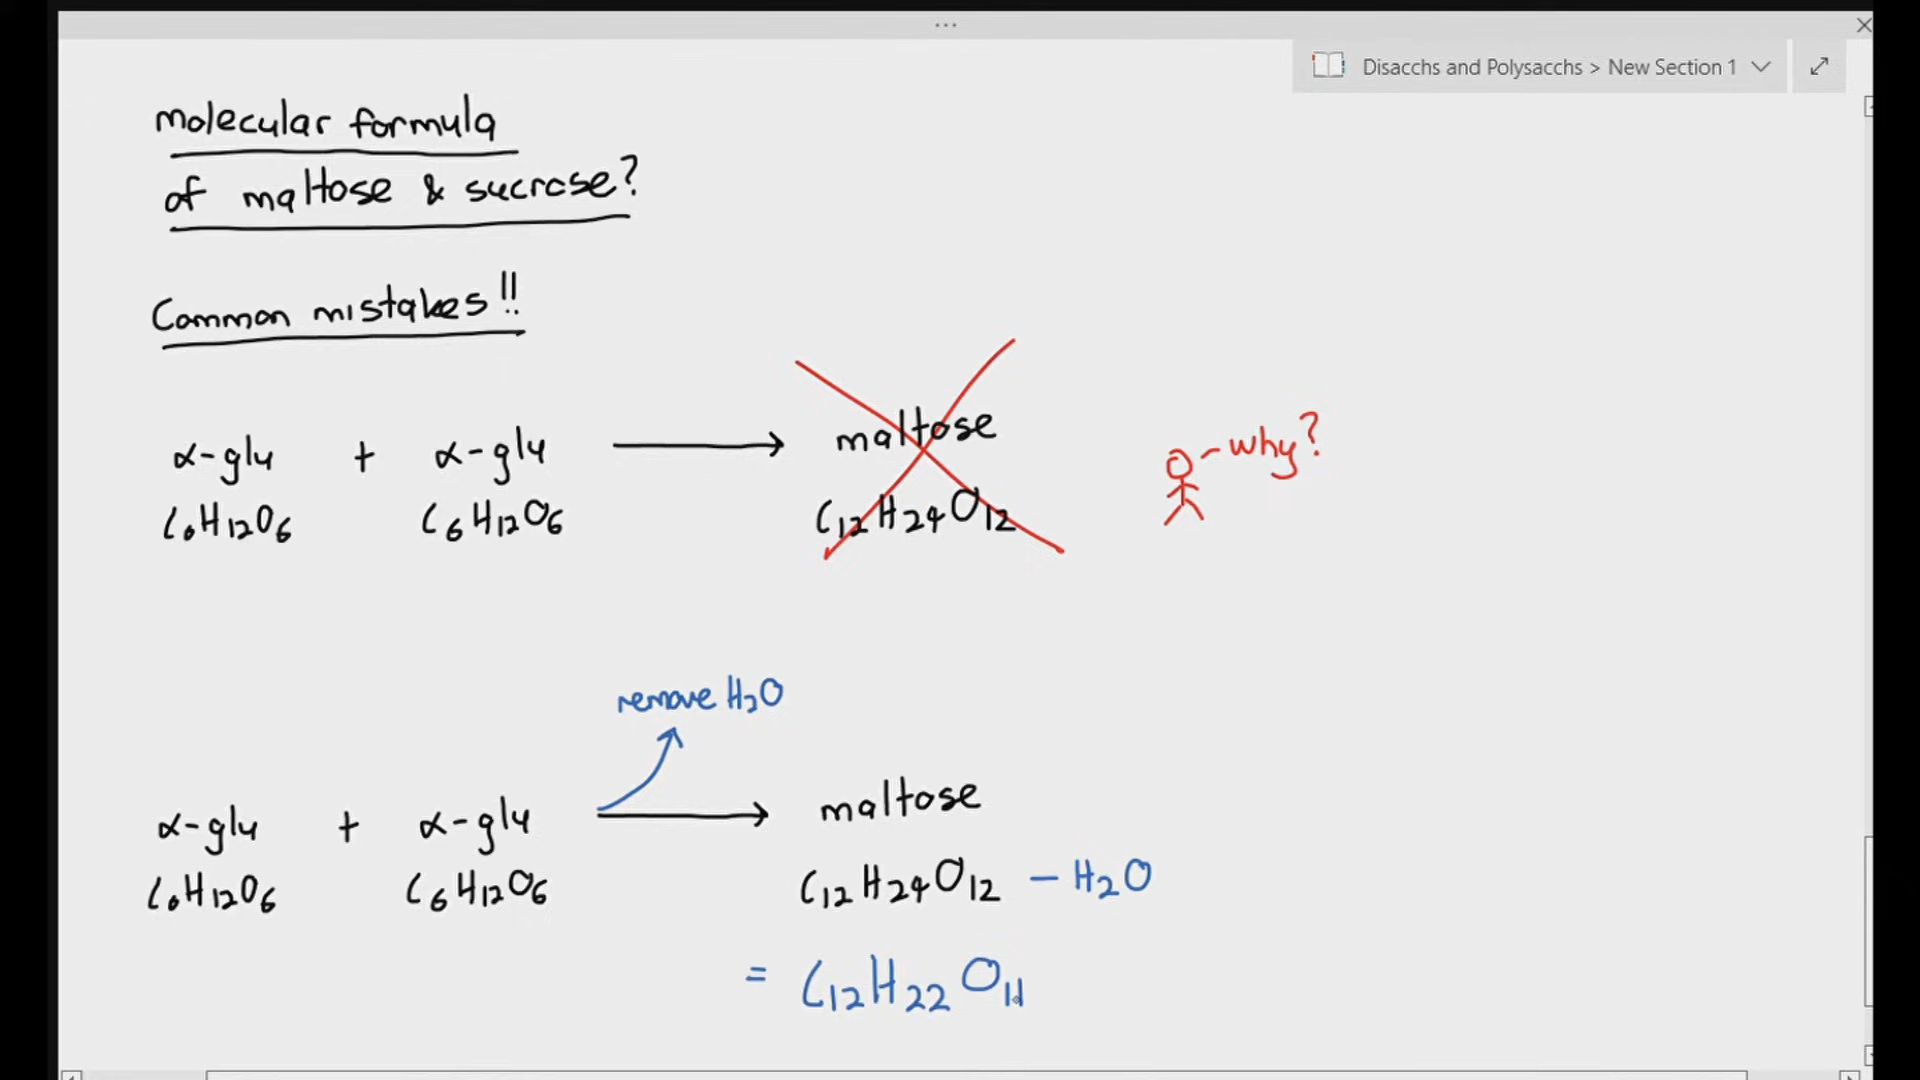 Disacchs and Polysacchs > New Section 1
molecular formula
of maltose & sucrose?
Common mistakes!!
α-glu + α-glu → maltose
C6H12O6 C6H12O6 C12H24O12
- why?
remove H2O
α-glu + α-glu → maltose
C6H12O6 C6H12O6 C12H24O12 - H2O
= C12H22O11